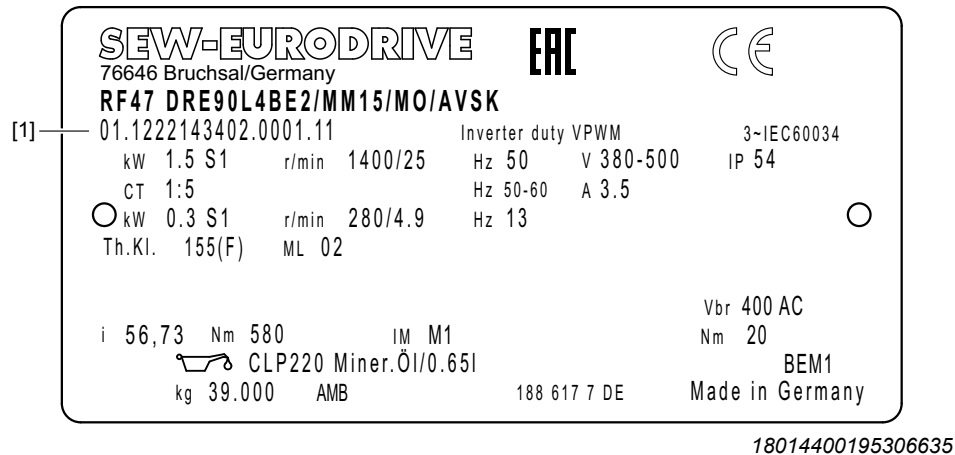 SEW-EURODRIVE EAC CE
76646 Bruchsal/Germany
RF47 DRE90L4BE2/MM15/MO/AVSK
[1] 01.1222143402.0001.11 Inverter duty VPWM 3~IEC60034
kW 1.5 S1 r/min 1400/25 Hz 50 V 380-500 IP 54
CT 1:5 Hz 50-60 A 3.5
kW 0.3 S1 r/min 280/4.9 Hz 13
Th.Kl. 155(F) ML 02
Vbr 400 AC
i 56,73 Nm 580 IM M1 Nm 20
CLP220 Miner.Öl/0.65l BEM1
kg 39.000 AMB 188 617 7 DE Made in Germany
18014400195306635